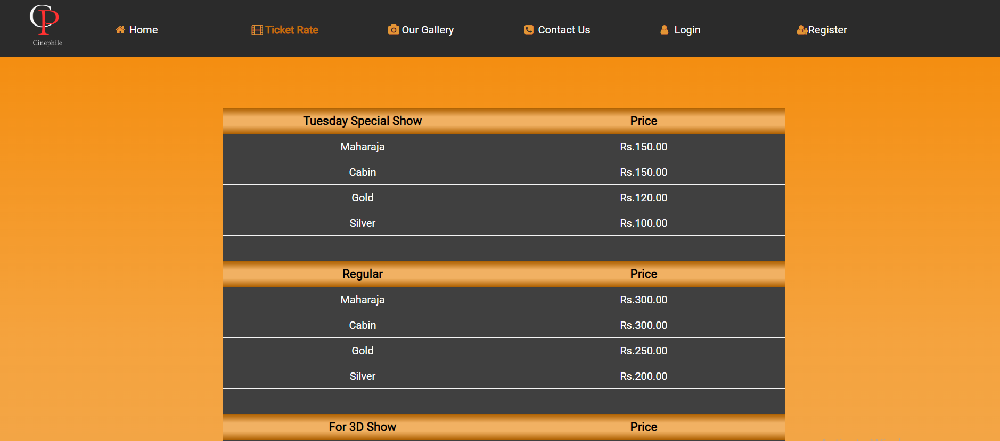 CP
Cinephile
Home Ticket Rate Our Gallery Contact Us Login Register
Tuesday Special Show Price
Maharaja Rs.150.00
Cabin Rs.150.00
Gold Rs.120.00
Silver Rs.100.00
Regular Price
Maharaja Rs.300.00
Cabin Rs.300.00
Gold Rs.250.00
Silver Rs.200.00
For 3D Show Price